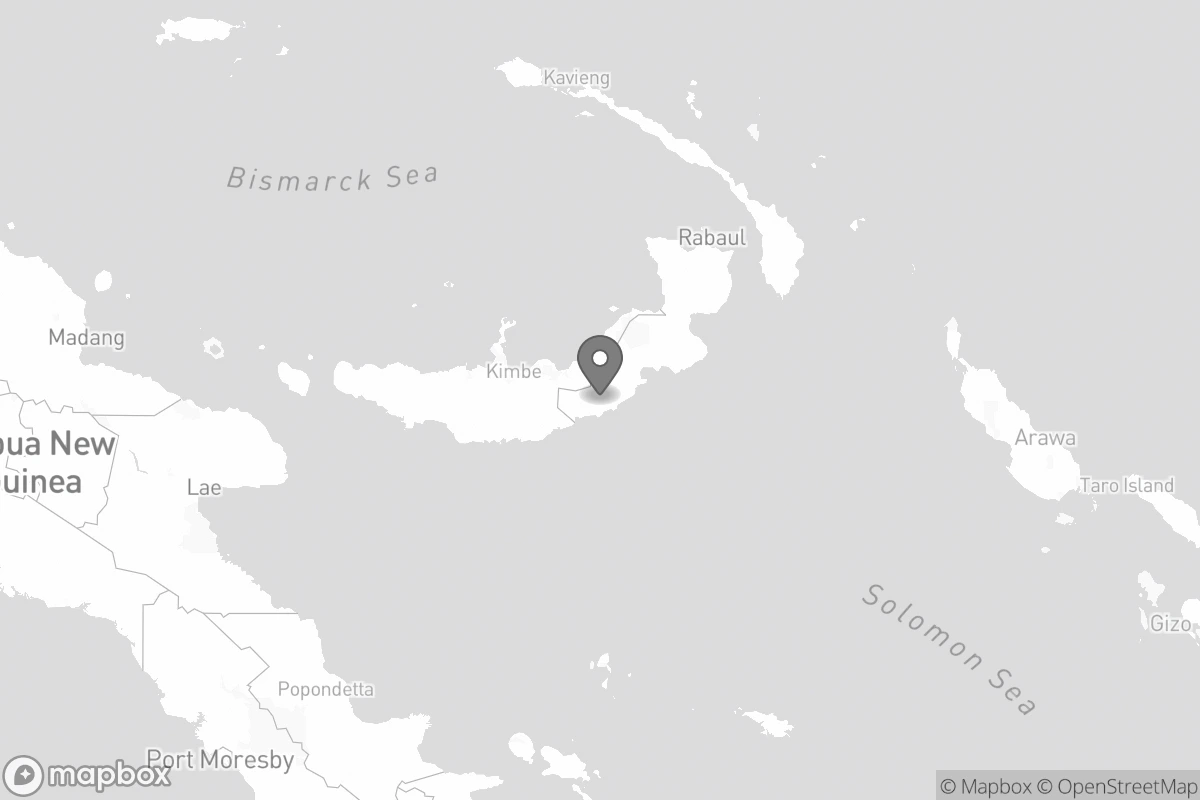 Kavieng
Bismarck Sea
Rabaul
Madang
Kimbe
pua New
uinea
Arawa
Lae
Taro Island
Solomon Sea
Gizo
Popondetta
Port Moresby
mapbox
© Mapbox © OpenStreetMap